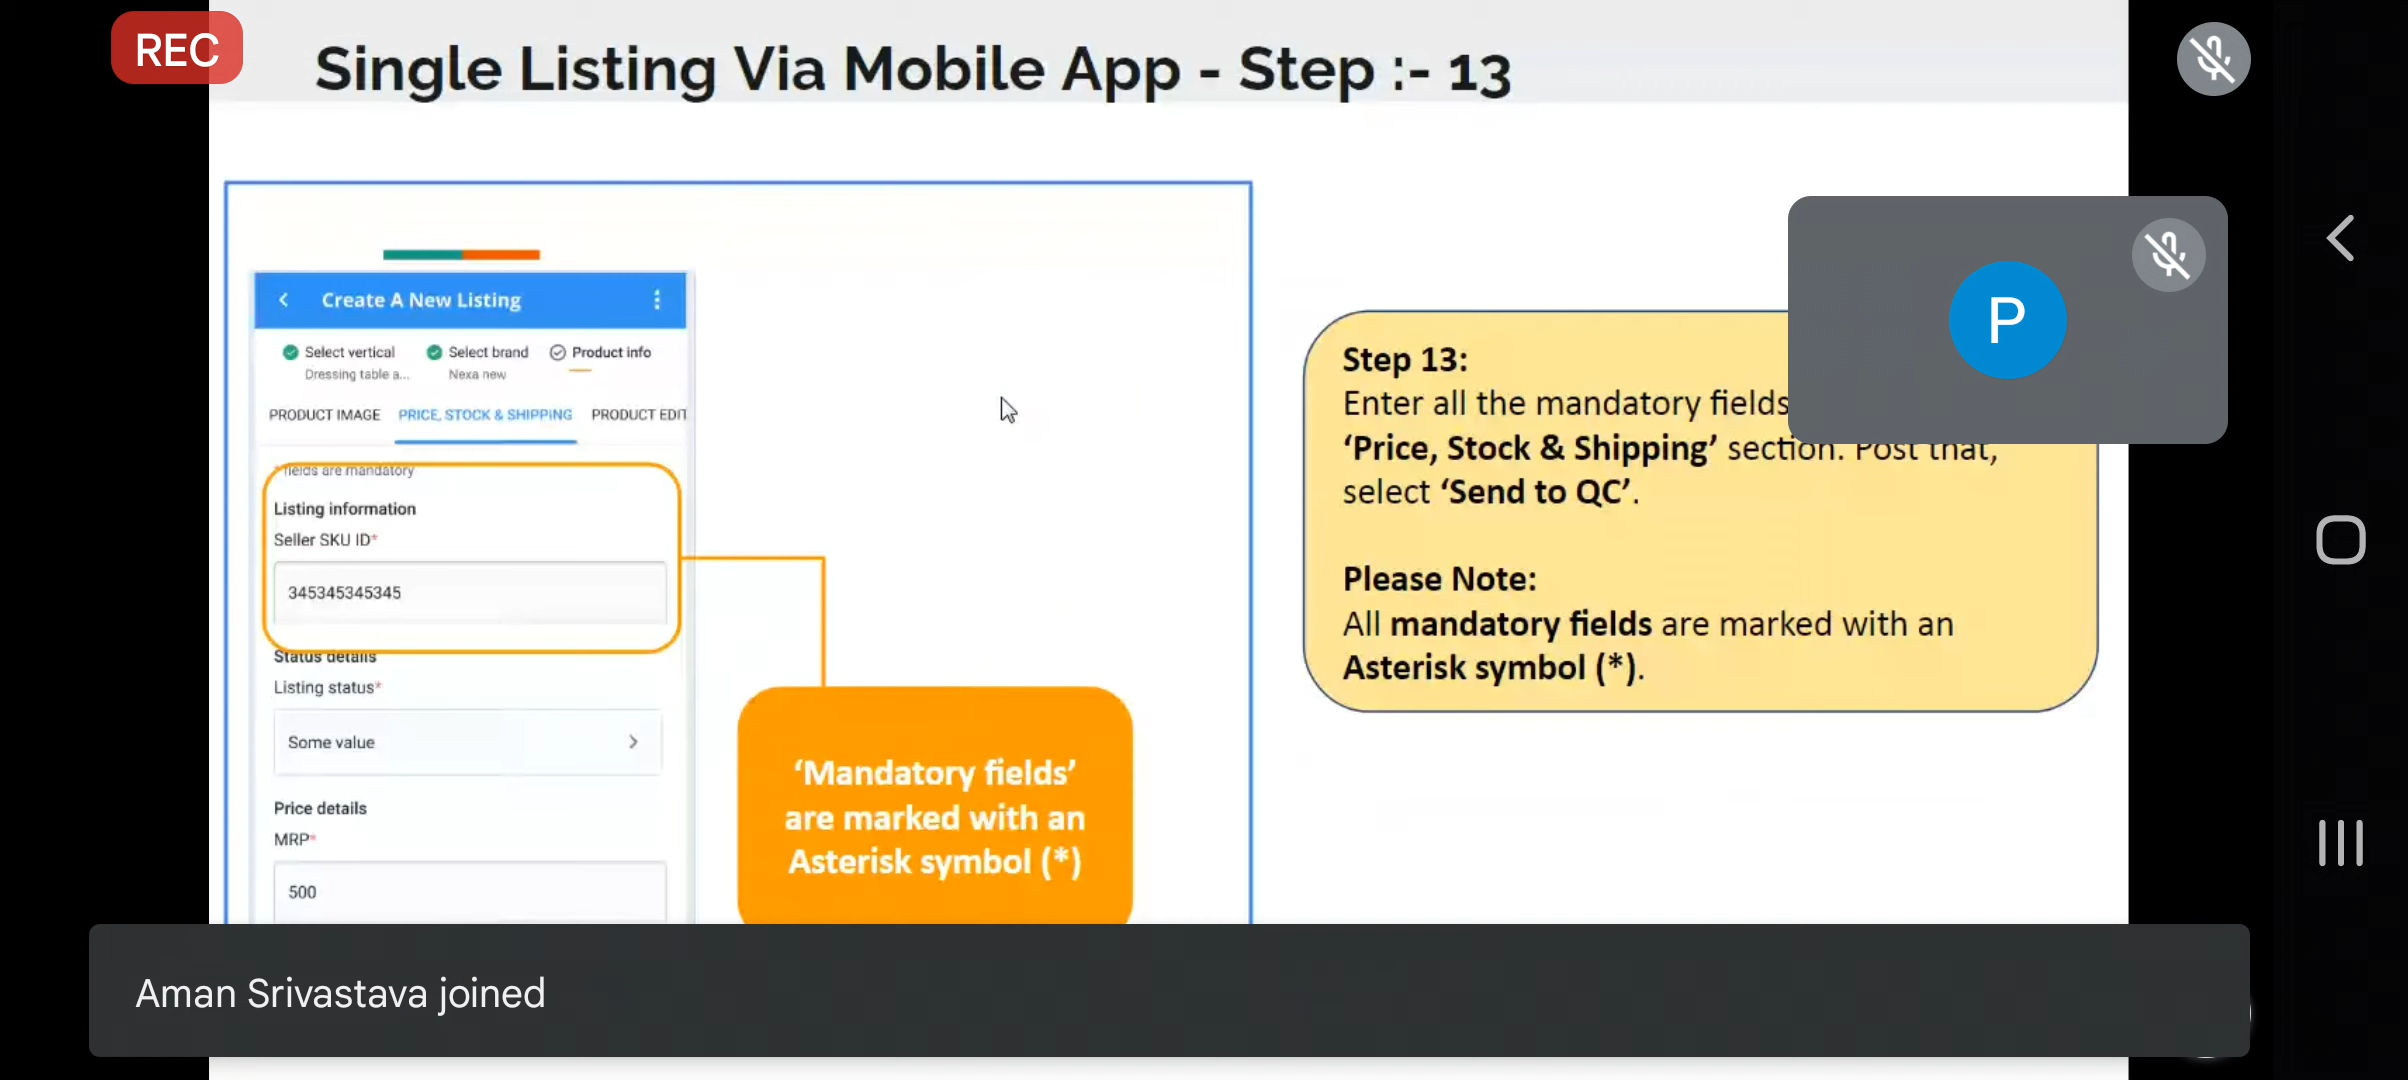 REC
Single Listing Via Mobile App - Step :- 13
Create A New Listing
Select vertical
Dressing table a...
Select brand
Nexa new
Product info
PRODUCT IMAGE PRICE, STOCK & SHIPPING PRODUCT EDIT
* fields are mandatory
Listing information
Seller SKU ID*
345345345345
Status details
Listing status*
Some value
Price details
MRP*
500
‘Mandatory fields’
are marked with an
Asterisk symbol (*)
Step 13:
Enter all the mandatory fields
‘Price, Stock & Shipping’ section. Post that,
select ‘Send to QC’.
Please Note:
All mandatory fields are marked with an
Asterisk symbol (*).
P
Aman Srivastava joined